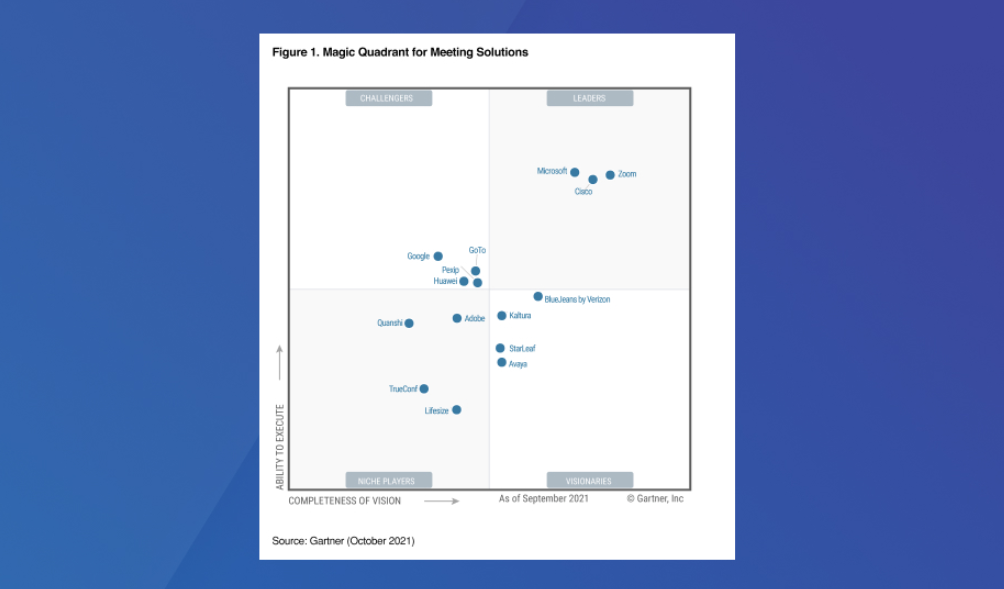 Figure 1. Magic Quadrant for Meeting Solutions
CHALLENGERS
LEADERS
Microsoft
Zoom
Cisco
GoTo
Google
Pexip
Huawei
BlueJeans by Verizon
Kaltura
Adobe
Quanshi
StarLeaf
Avaya
TrueConf
Lifesize
ABILITY TO EXECUTE
NICHE PLAYERS
VISIONARIES
COMPLETENESS OF VISION
As of September 2021
© Gartner, Inc
Source: Gartner (October 2021)